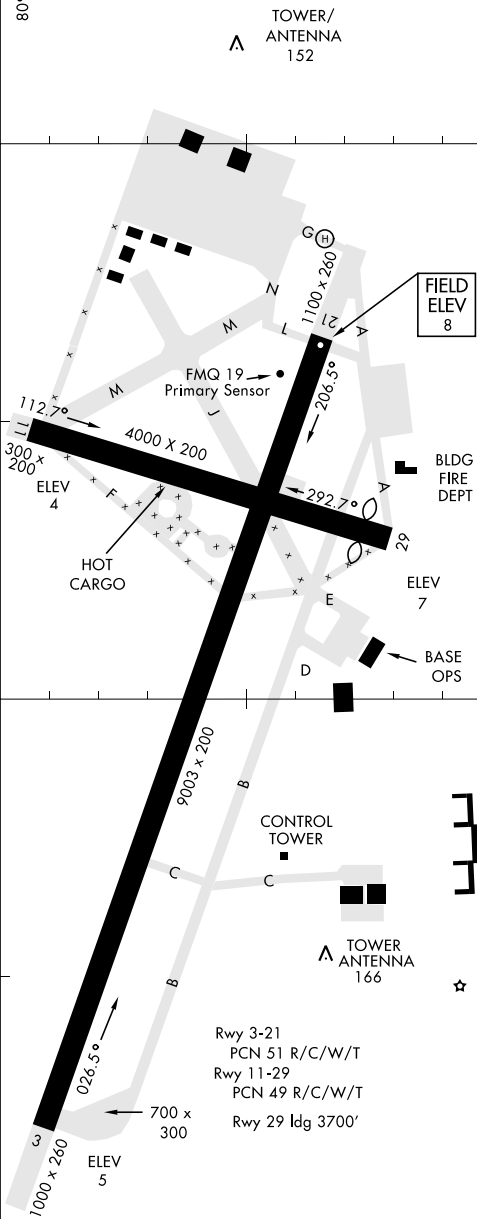 80°
TOWER/
ANTENNA
152
G
H
1100 x 260
FIELD
ELEV
8
N
M
L
21
A
FMQ 19
Primary Sensor
206.5°
M
J
112.7°
11
4000 X 200
300 x
200
ELEV
4
F
292.7°
A
BLDG
FIRE
DEPT
29
HOT
CARGO
ELEV
7
E
BASE
OPS
D
9003 x 200
B
CONTROL
TOWER
C
C
TOWER
ANTENNA
166
B
026.5°
Rwy 3-21
PCN 51 R/C/W/T
Rwy 11-29
PCN 49 R/C/W/T
Rwy 29 ldg 3700'
700 x
300
3
ELEV
5
1000 x 260